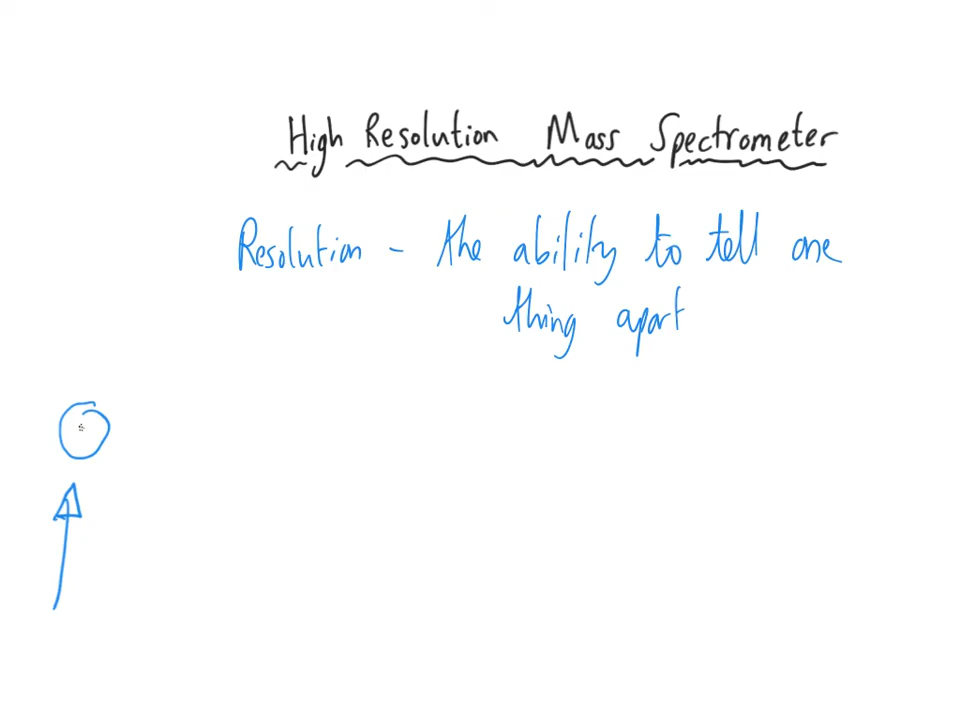 High Resolution Mass Spectrometer
Resolution - the ability to tell one
thing apart